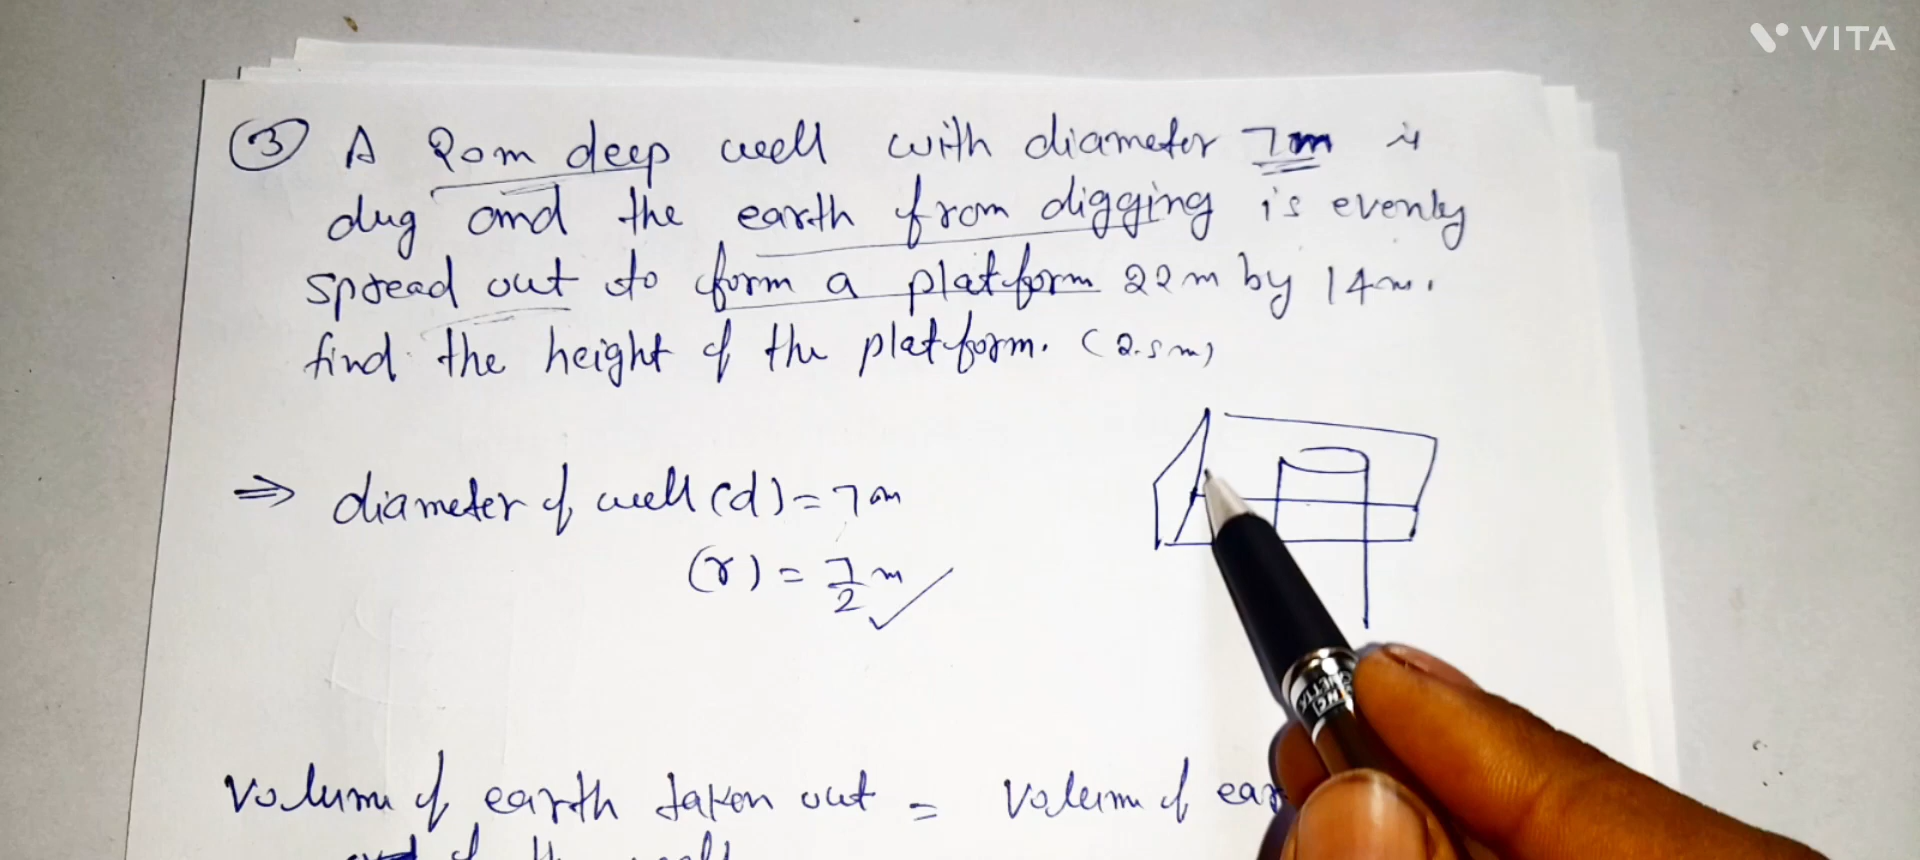 VITA
③ A 20m deep well with diameter 7m is
dug and the earth from digging is evenly
spread out to form a platform 22m by 14m.
find the height of the platform. (2.5m)
⇒ diameter of well (d) = 7m
(r) = 7/2 m ✓
volume of earth taken out = volume of